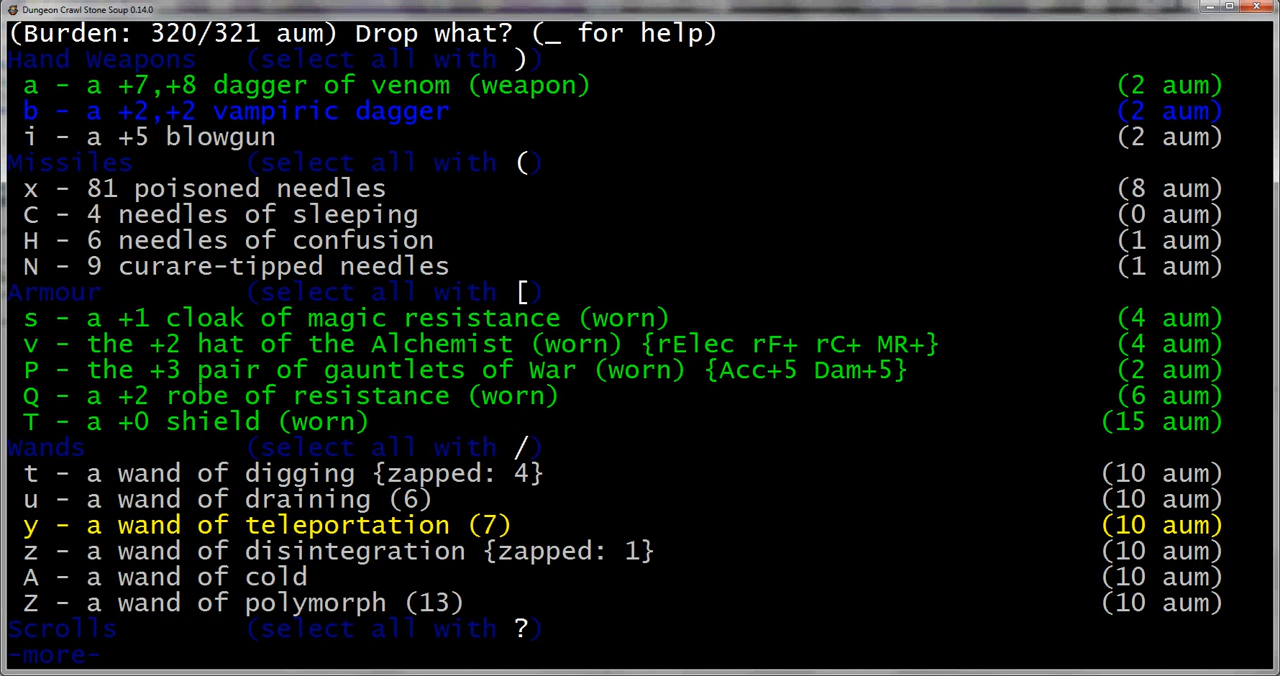 Dungeon Crawl Stone Soup 0.14.0
(Burden: 320/321 aum) Drop what? (_ for help)
Hand Weapons (select all with ))
a - a +7,+8 dagger of venom (weapon) (2 aum)
b - a +2,+2 vampiric dagger (2 aum)
i - a +5 blowgun (2 aum)
Missiles (select all with ()
x - 81 poisoned needles (8 aum)
C - 4 needles of sleeping (0 aum)
H - 6 needles of confusion (1 aum)
N - 9 curare-tipped needles (1 aum)
Armour (select all with [)
s - a +1 cloak of magic resistance (worn) (4 aum)
v - the +2 hat of the Alchemist (worn) {rElec rF+ rC+ MR+} (4 aum)
P - the +3 pair of gauntlets of War (worn) {Acc+5 Dam+5} (2 aum)
Q - a +2 robe of resistance (worn) (6 aum)
T - a +0 shield (worn) (15 aum)
Wands (select all with /)
t - a wand of digging {zapped: 4} (10 aum)
u - a wand of draining (6) (10 aum)
y - a wand of teleportation (7) (10 aum)
z - a wand of disintegration {zapped: 1} (10 aum)
A - a wand of cold (10 aum)
Z - a wand of polymorph (13) (10 aum)
Scrolls (select all with ?)
-more-